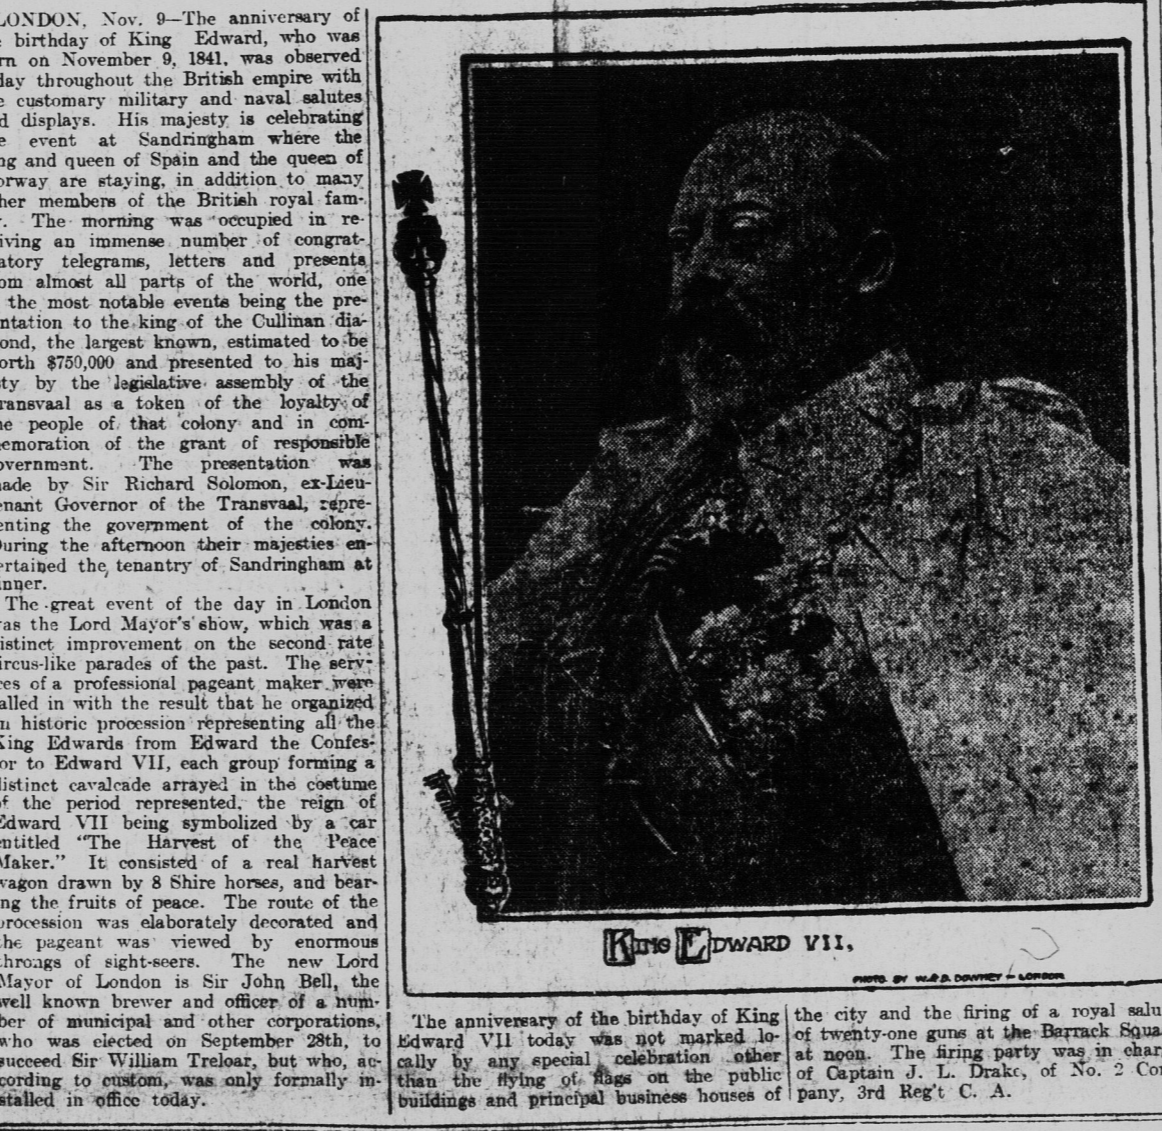 LONDON, Nov. 9—The anniversary of
birthday of King Edward, who was
rn on November 9, 1841, was observed
day throughout the British empire with
e customary military and naval salutes
d displays. His majesty is celebrating
e event at Sandringham where the
ng and queen of Spain and the queen of
orway are staying, in addition to many
her members of the British royal fam-
. The morning was occupied in re-
iving an immense number of congrat-
atory telegrams, letters and presents
om almost all parts of the world, one
the most notable events being the pre-
ntation to the king of the Cullinan dia-
ond, the largest known, estimated to be
orth $750,000 and presented to his maj-
ty by the legislative assembly of the
ransvaal as a token of the loyalty of
he people of that colony and in com-
emoration of the grant of responsible
overnment. The presentation was
ade by Sir Richard Solomon, ex-Lieu-
enant Governor of the Transvaal, repre-
enting the government of the colony.
During the afternoon their majesties en-
ertained the tenantry of Sandringham at
inner.
The great event of the day in London
as the Lord Mayor's show, which was a
istinct improvement on the second rate
ircus-like parades of the past. The serv-
ces of a professional pageant maker were
alled in with the result that he organized
n historic procession representing all the
King Edwards from Edward the Confes-
or to Edward VII, each group forming a
distinct cavalcade arrayed in the costume
of the period represented, the reign of
Edward VII being symbolized by a car
entitled "The Harvest of the Peace
Maker." It consisted of a real harvest
wagon drawn by 8 Shire horses, and bear-
ng the fruits of peace. The route of the
procession was elaborately decorated and
the pageant was viewed by enormous
throngs of sight-seers. The new Lord
Mayor of London is Sir John Bell, the
well known brewer and officer of a num-
ber of municipal and other corporations,
who was elected on September 28th, to
succeed Sir William Treloar, but who, ac-
cording to custom, was only formally in-
stalled in office today.
KING EDWARD VII.
PHOTO BY W. & D. DOWNEY - LONDON
The anniversary of the birthday of King
Edward VII today was not marked lo-
cally by any special celebration other
than the flying of flags on the public
buildings and principal business houses of
the city and the firing of a royal salu
of twenty-one guns at the Barrack Squa
at noon. The firing party was in char
of Captain J. L. Drake, of No. 2 Com
pany, 3rd Reg't C. A.